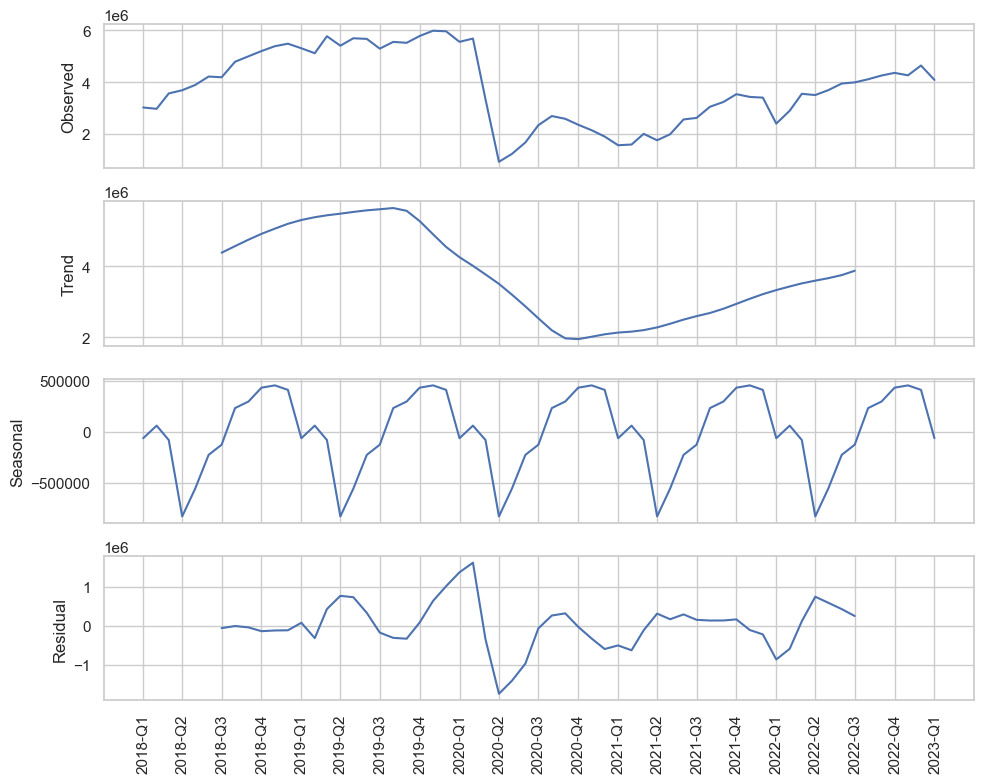 1e6
Observed
6
4
2
1e6
Trend
4
2
Seasonal
500000
0
−500000
1e6
Residual
1
0
−1
2018-Q1
2018-Q2
2018-Q3
2018-Q4
2019-Q1
2019-Q2
2019-Q3
2019-Q4
2020-Q1
2020-Q2
2020-Q3
2020-Q4
2021-Q1
2021-Q2
2021-Q3
2021-Q4
2022-Q1
2022-Q2
2022-Q3
2022-Q4
2023-Q1